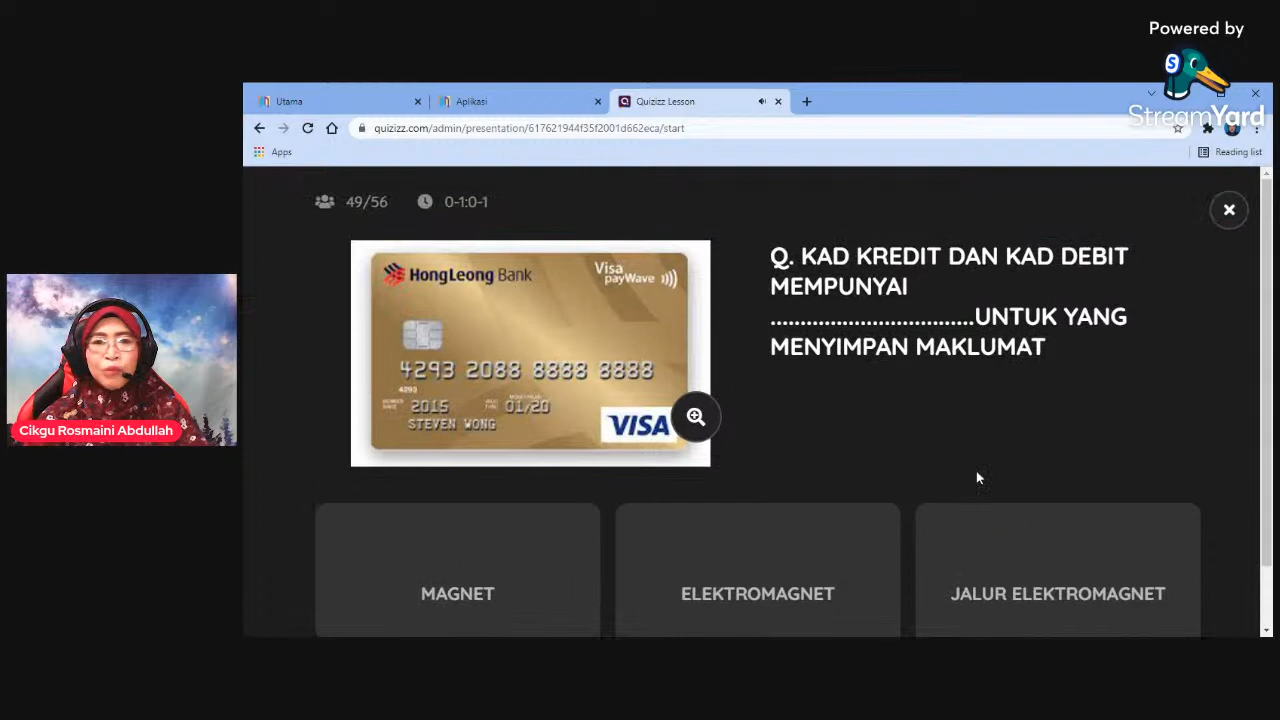 Powered by
StreamYard
Utama
Aplikasi
Quizizz Lesson
quizizz.com/admin/presentation/617621944f35f2001d662eca/start
Apps
Reading list
49/56
0-1:0-1
HongLeong Bank
Visa
payWave
4293 2088 8888 8888
4293
2015
01/20
STEVEN WONG
VISA
Q. KAD KREDIT DAN KAD DEBIT
MEMPUNYAI
..................................UNTUK YANG
MENYIMPAN MAKLUMAT
Cikgu Rosmaini Abdullah
MAGNET
ELEKTROMAGNET
JALUR ELEKTROMAGNET